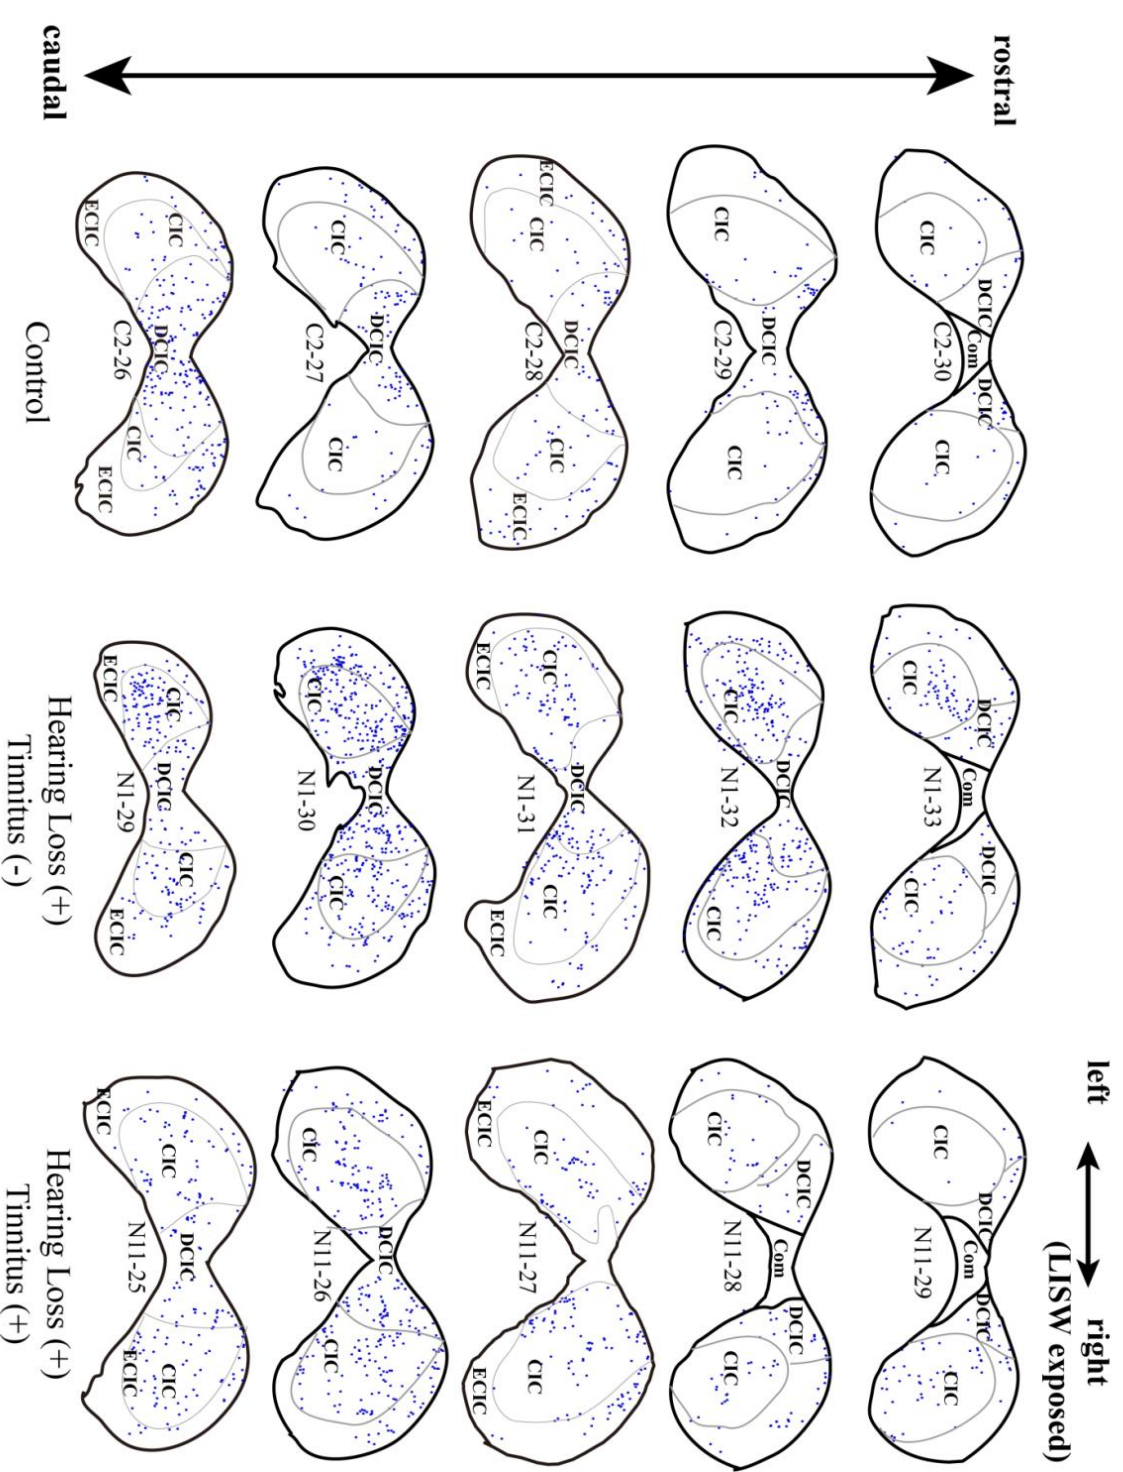 left right
(LISW exposed)
rostral
DCIC Com DCIC
CIC CIC
C2-30
DCIC Com DCIC
CIC CIC
N1-33
DCIC Com DCIC
CIC CIC
N11-29
DCIC
CIC CIC
C2-29
DCIC
CIC CIC
N1-32
DCIC Com DCIC
CIC CIC
N11-28
ECIC DCIC
CIC CIC
C2-28 ECIC
DCIC
CIC CIC
ECIC N1-31 ECIC
CIC CIC
ECIC N11-27 ECIC
DCIC
CIC CIC
C2-27
DCIC
CIC CIC
N1-30
DCIC
CIC CIC
N11-26
CIC DCIC CIC
ECIC C2-26 ECIC
CIC DCIC CIC
ECIC N1-29 ECIC
DCIC
CIC CIC
ECIC N11-25 ECIC
caudal
Control
Hearing Loss (+)
Tinnitus (-)
Hearing Loss (+)
Tinnitus (+)